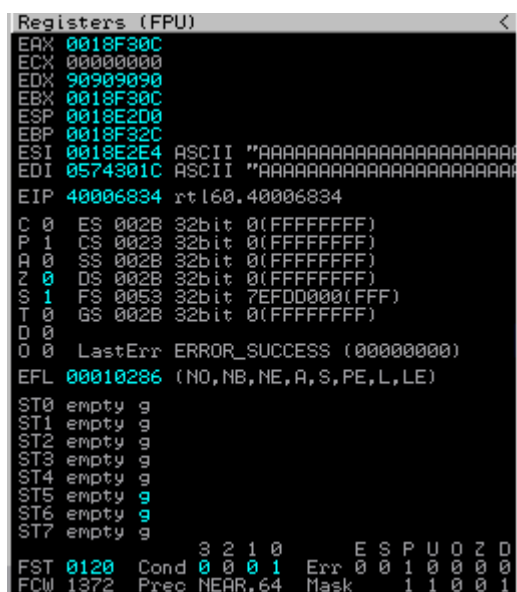 Registers (FPU) <
EAX 0018F30C
ECX 00000000
EDX 90909090
EBX 0018F30C
ESP 0018E2D0
EBP 0018F32C
ESI 0018E2E4 ASCII "AAAAAAAAAAAAAAAAAAAAAA
EDI 0574301C ASCII "AAAAAAAAAAAAAAAAAAAAAA
EIP 40006834 rtl60.40006834
C 0 ES 002B 32bit 0(FFFFFFFF)
P 1 CS 0023 32bit 0(FFFFFFFF)
A 0 SS 002B 32bit 0(FFFFFFFF)
Z 0 DS 002B 32bit 0(FFFFFFFF)
S 1 FS 0053 32bit 7EFDD000(FFF)
T 0 GS 002B 32bit 0(FFFFFFFF)
D 0
O 0 LastErr ERROR_SUCCESS (00000000)
EFL 00010286 (NO,NB,NE,A,S,PE,L,LE)
ST0 empty g
ST1 empty g
ST2 empty g
ST3 empty g
ST4 empty g
ST5 empty g
ST6 empty g
ST7 empty g
3 2 1 0 E S P U O Z D
FST 0120 Cond 0 0 0 1 Err 0 0 1 0 0 0 0
FCW 1372 Prec NEAR,64 Mask 1 1 0 0 1